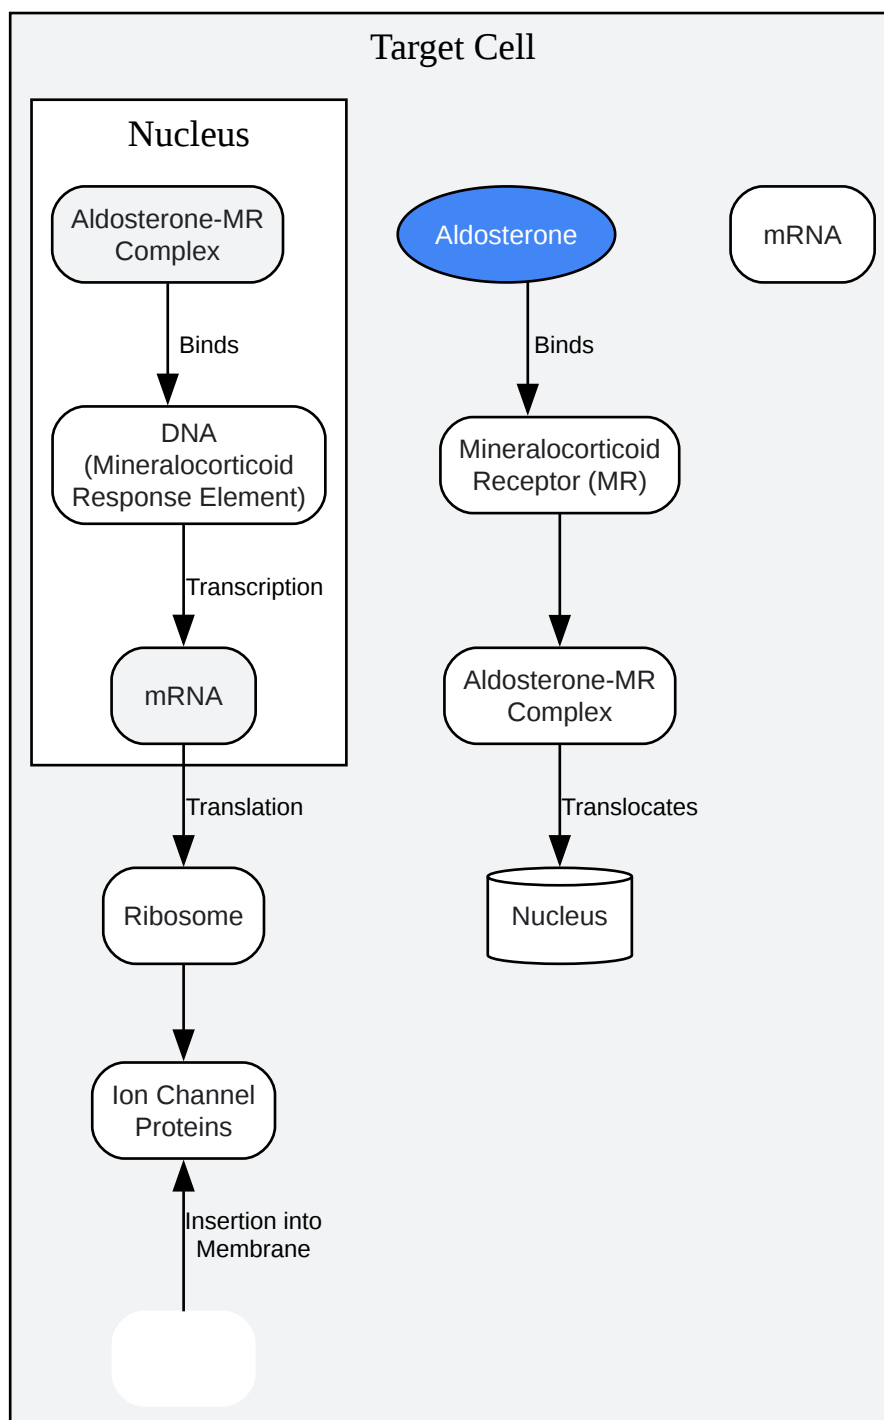 Target Cell
Nucleus
Aldosterone-MR
Complex
Binds
DNA
(Mineralocorticoid
Response Element)
Transcription
mRNA
Translation
Ribosome
Ion Channel
Proteins
Insertion into
Membrane
Aldosterone
Binds
Mineralocorticoid
Receptor (MR)
Aldosterone-MR
Complex
Translocates
Nucleus
mRNA